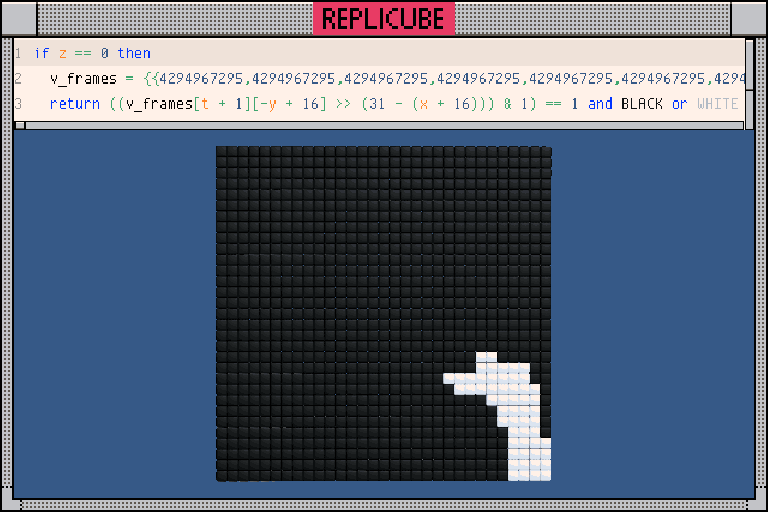 REPLICUBE
1 if z == 0 then
2 v_frames = {{4294967295,4294967295,4294967295,4294967295,4294967295,4294967295,4294
3 return ((v_frames[t + 1][-y + 16] >> (31 - (x + 16))) & 1) == 1 and BLACK or WHITE